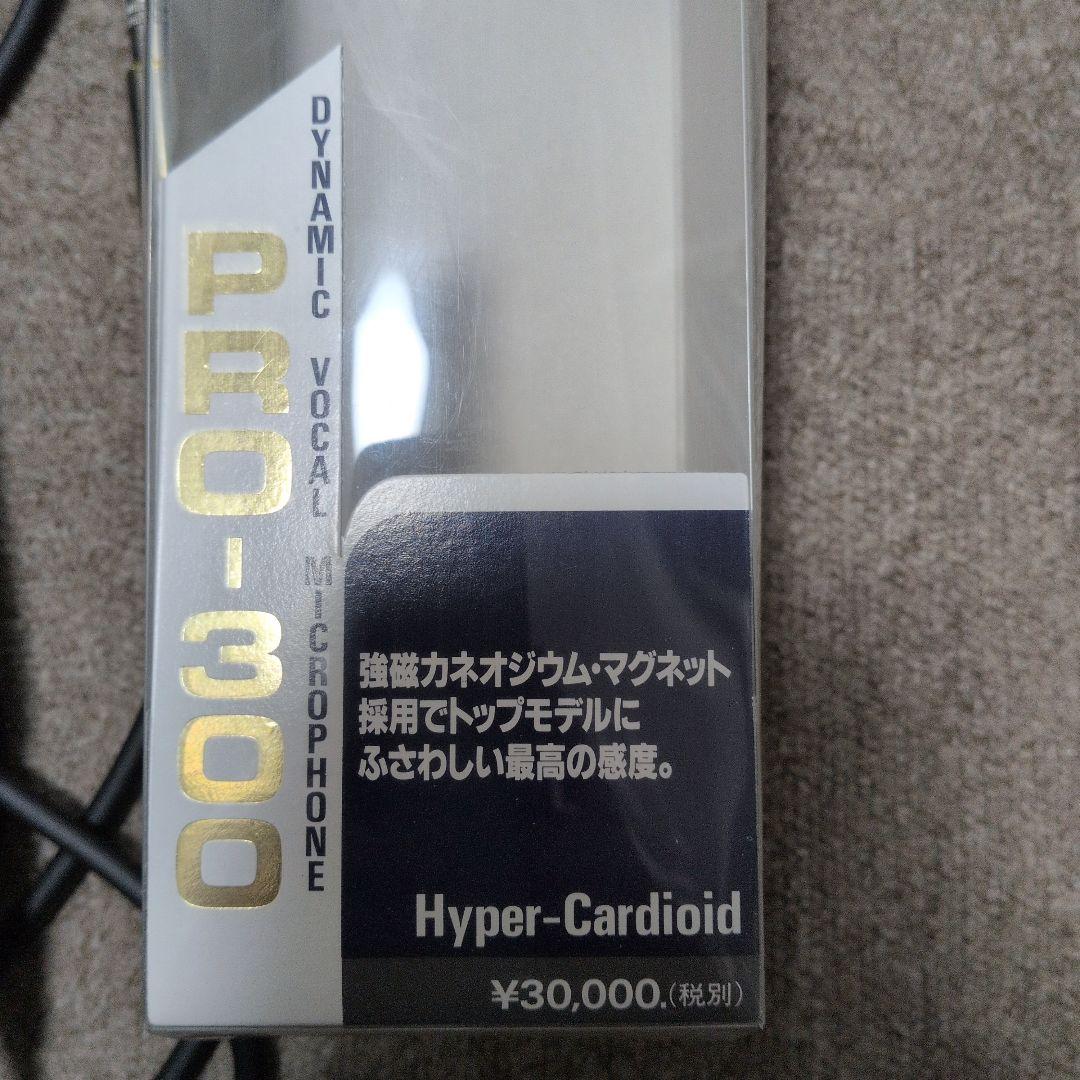 PRO-300
DYNAMIC VOCAL MICROPHONE
強磁力ネオジウム・マグネット
採用でトップモデルに
ふさわしい最高の感度。
Hyper-Cardioid
¥30,000.(税別)